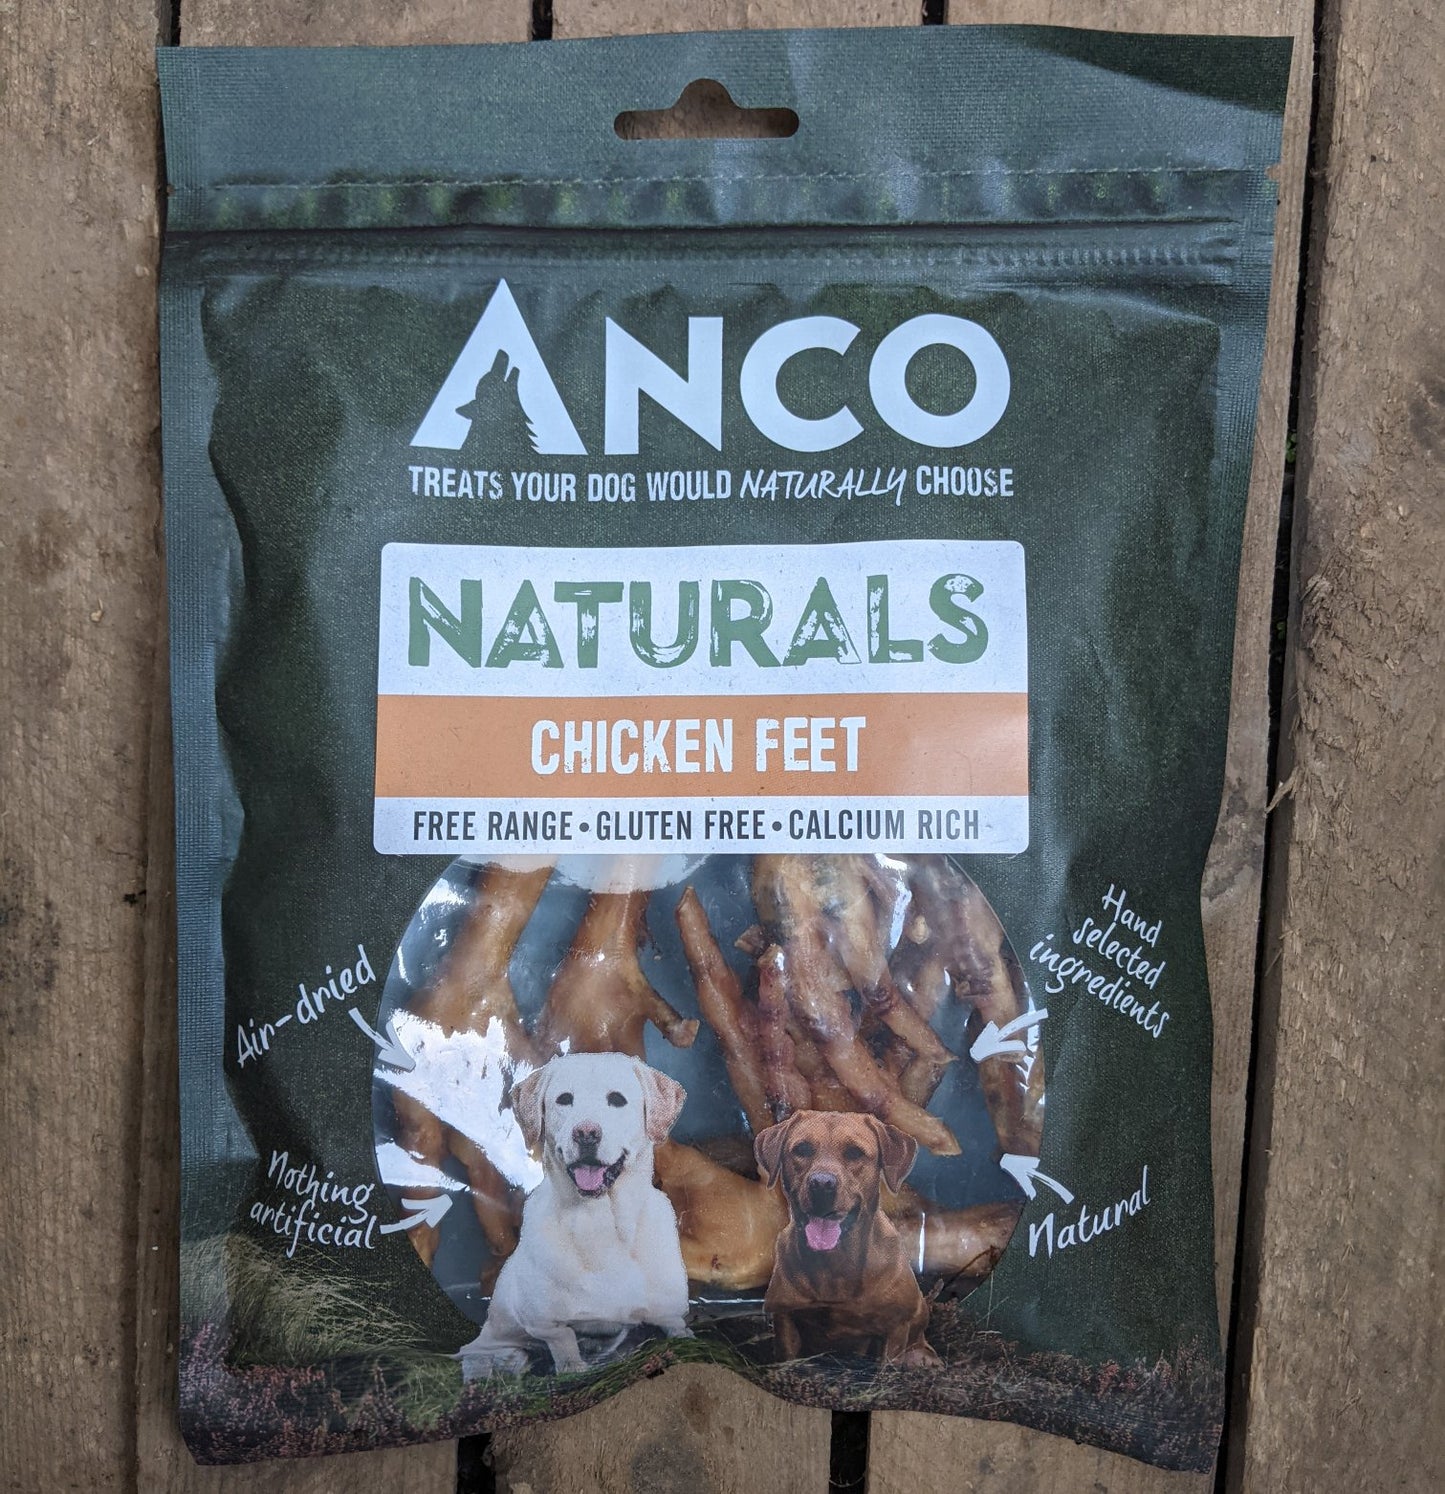 ANCO
TREATS YOUR DOG WOULD NATURALLY CHOOSE
NATURALS
CHICKEN FEET
FREE RANGE • GLUTEN FREE • CALCIUM RICH
Air-dried
Hand
selected
ingredients
Nothing
artificial
Natural